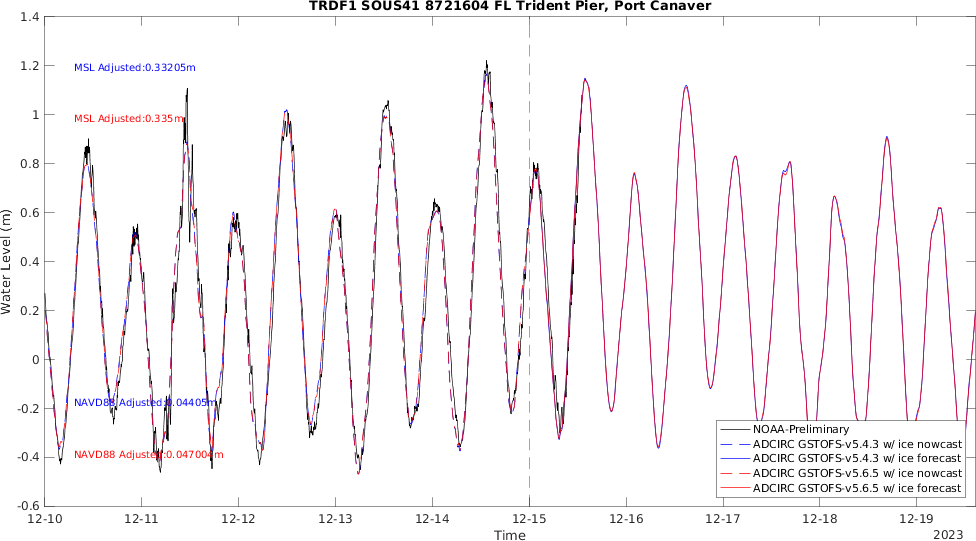 TRDF1 SOUS41 8721604 FL Trident Pier, Port Canaver
1.4
1.2
1
0.8
0.6
0.4
0.2
0
-0.2
-0.4
-0.6
Water Level (m)
MSL Adjusted:0.33205m
MSL Adjusted:0.335m
NAVD88 Adjusted:0.04405m
NAVD88 Adjusted:0.047004m
NOAA-Preliminary
ADCIRC GSTOFS-v5.4.3 w/ ice nowcast
ADCIRC GSTOFS-v5.4.3 w/ ice forecast
ADCIRC GSTOFS-v5.6.5 w/ ice nowcast
ADCIRC GSTOFS-v5.6.5 w/ ice forecast
12-10 12-11 12-12 12-13 12-14 12-15 12-16 12-17 12-18 12-19
Time
2023